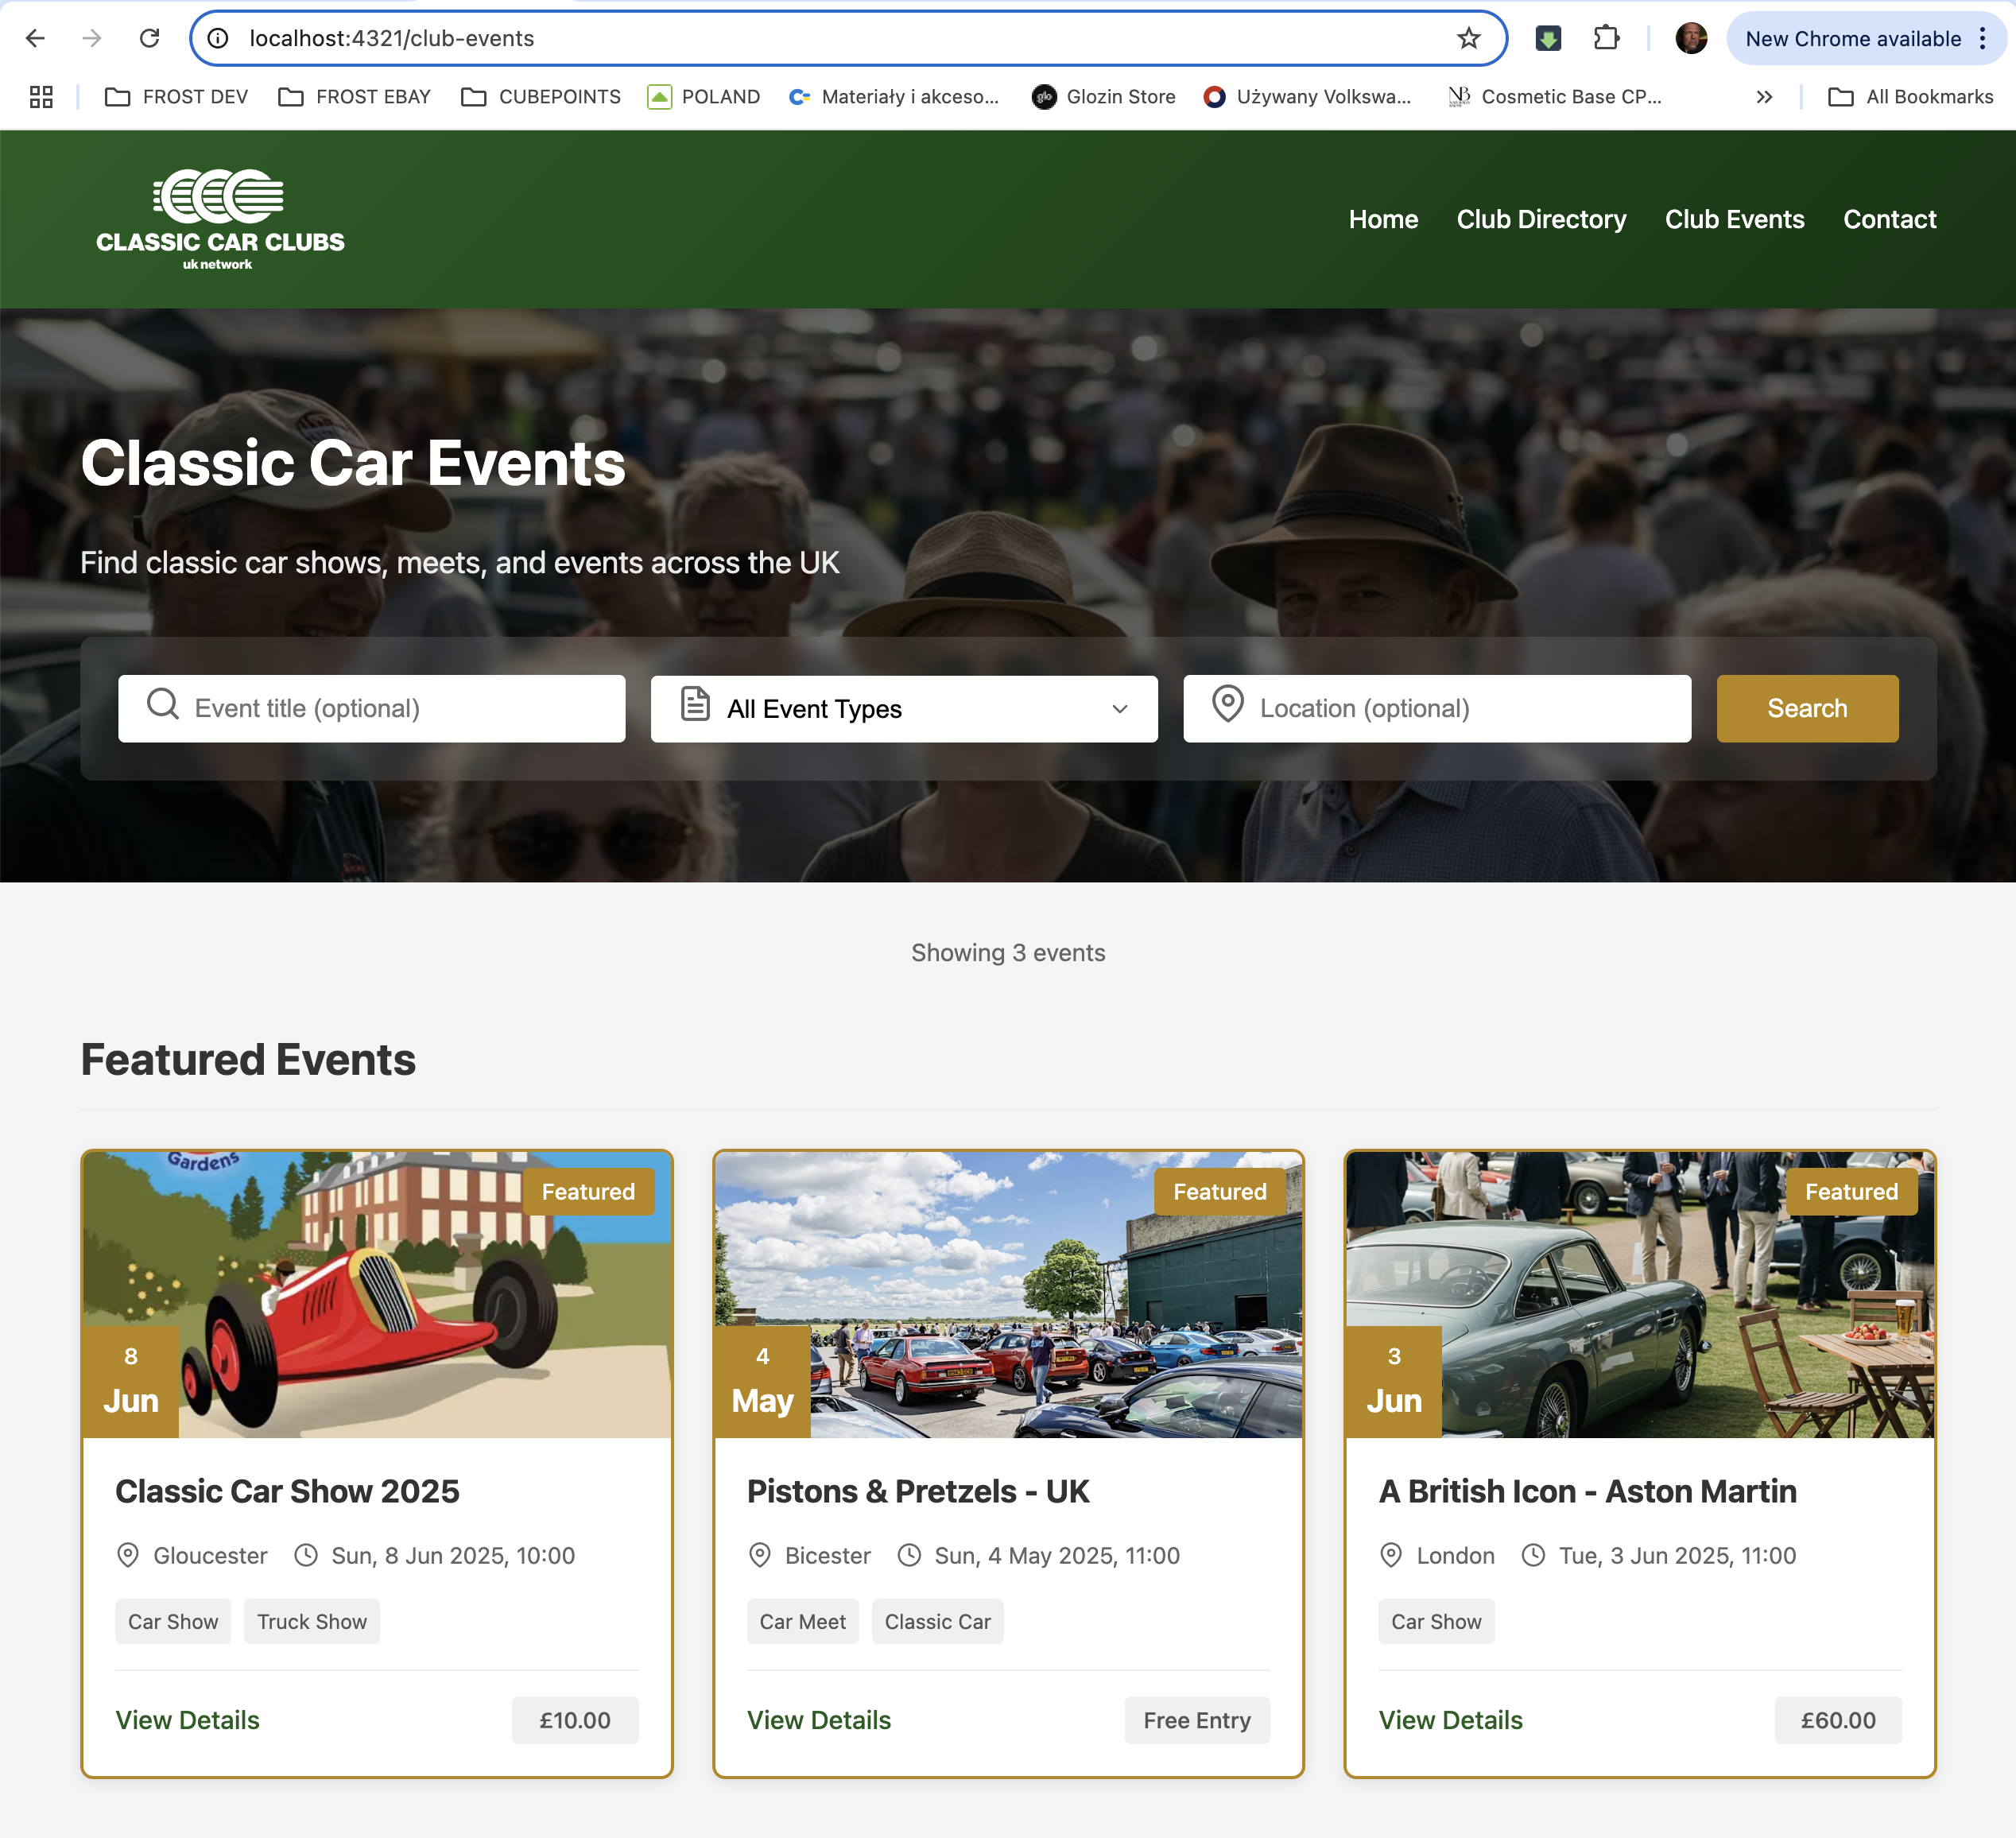 localhost:4321/club-events
New Chrome available
FROST DEV
FROST EBAY
CUBEPOINTS
POLAND
Materiały i akceso...
glo
Glozin Store
Używany Volkswa...
NB
Cosmetic Base CP...
All Bookmarks
CLASSIC CAR CLUBS
uk network
Home
Club Directory
Club Events
Contact
Classic Car Events
Find classic car shows, meets, and events across the UK
Event title (optional)
All Event Types
Location (optional)
Search
Showing 3 events
Featured Events
Gardens
Featured
8
Jun
Classic Car Show 2025
Gloucester
Sun, 8 Jun 2025, 10:00
Car Show
Truck Show
View Details
£10.00
Featured
4
May
Pistons & Pretzels - UK
Bicester
Sun, 4 May 2025, 11:00
Car Meet
Classic Car
View Details
Free Entry
Featured
3
Jun
A British Icon - Aston Martin
London
Tue, 3 Jun 2025, 11:00
Car Show
View Details
£60.00